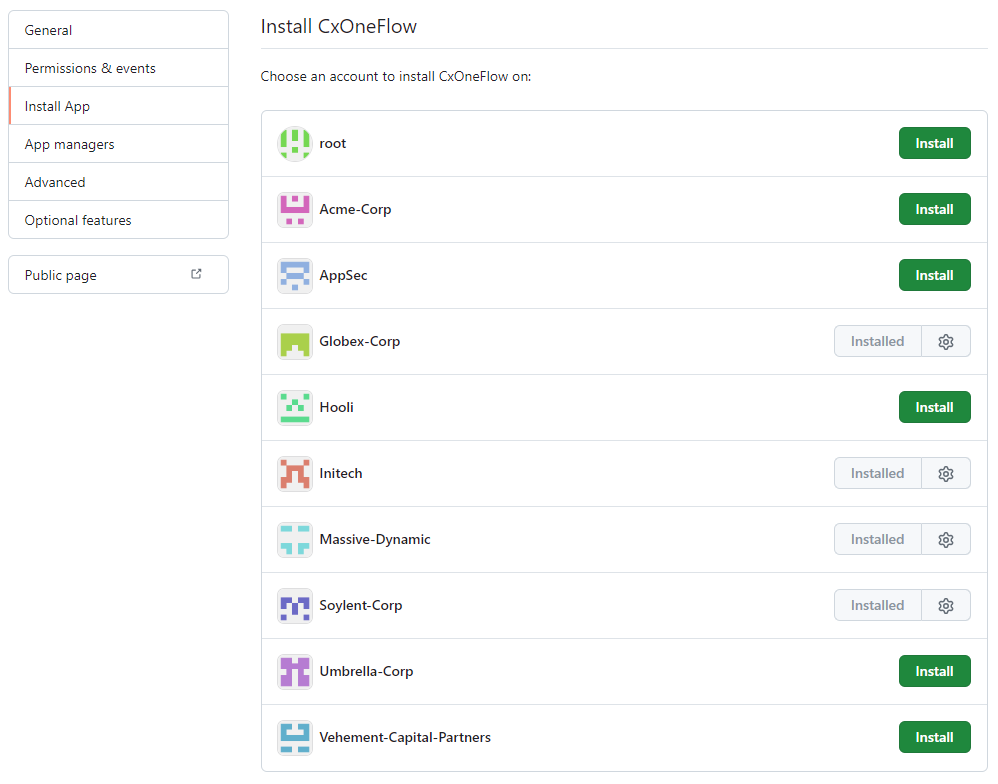 General
Permissions & events
Install App
App managers
Advanced
Optional features
Public page
Install CxOneFlow
Choose an account to install CxOneFlow on:
root Install
Acme-Corp Install
AppSec Install
Globex-Corp Installed
Hooli Install
Initech Installed
Massive-Dynamic Installed
Soylent-Corp Installed
Umbrella-Corp Install
Vehement-Capital-Partners Install